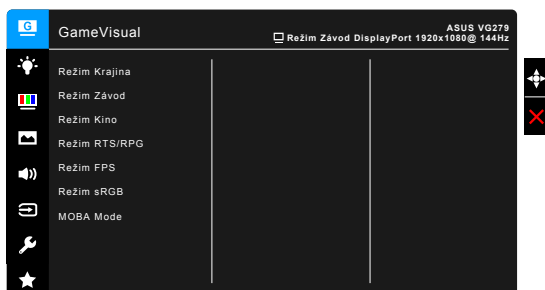 G
GameVisual
ASUS VG279
Režim Závod DisplayPort 1920x1080@ 144Hz
Režim Krajina
Režim Závod
Režim Kino
Režim RTS/RPG
Režim FPS
Režim sRGB
MOBA Mode